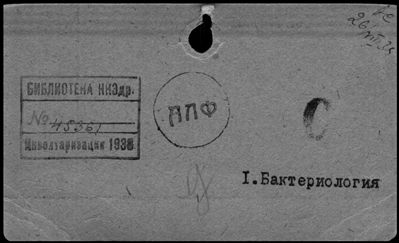 БИБЛИОТЕКА НКЗдр.
№ 45361
Инвентаризация 1938
ППФ
С
I.Бактериология